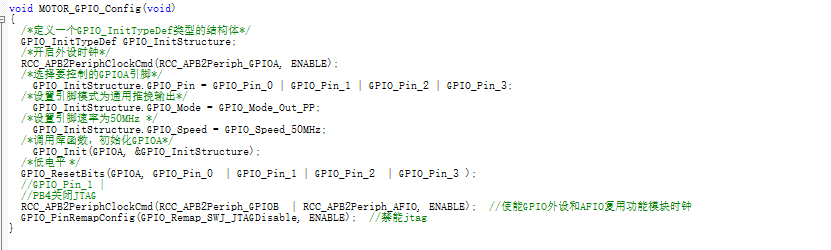 void MOTOR_GPIO_Config(void)
{
/*定义一个GPIO_InitTypeDef类型的结构体*/
GPIO_InitTypeDef GPIO_InitStructure;
/*开启外设时钟*/
RCC_APB2PeriphClockCmd(RCC_APB2Periph_GPIOA, ENABLE);
/*选择要控制的GPIOA引脚*/
GPIO_InitStructure.GPIO_Pin = GPIO_Pin_0 | GPIO_Pin_1 | GPIO_Pin_2 | GPIO_Pin_3;
/*设置引脚模式为通用推挽输出*/
GPIO_InitStructure.GPIO_Mode = GPIO_Mode_Out_PP;
/*设置引脚速率为50MHz */
GPIO_InitStructure.GPIO_Speed = GPIO_Speed_50MHz;
/*调用库函数，初始化GPIOA*/
GPIO_Init(GPIOA, &GPIO_InitStructure);
/*低电平 */
GPIO_ResetBits(GPIOA, GPIO_Pin_0  | GPIO_Pin_1 | GPIO_Pin_2  | GPIO_Pin_3 );
//GPIO_Pin_1 |
//PB4关闭JTAG
RCC_APB2PeriphClockCmd(RCC_APB2Periph_GPIOB  | RCC_APB2Periph_AFIO, ENABLE);  //使能GPIO外设和AFIO复用功能模块时钟
GPIO_PinRemapConfig(GPIO_Remap_SWJ_JTAGDisable, ENABLE);  //禁能jtag
}